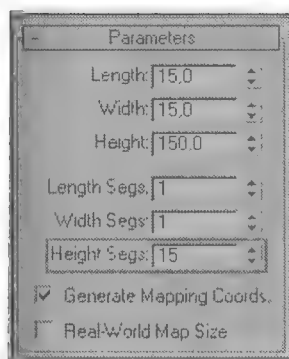 - Parameters
Length: 15,0
Width: 15,0
Height: 150,0
Length Segs: 1
Width Segs: 1
Height Segs: 15
Generate Mapping Coords.
Real-World Map Size